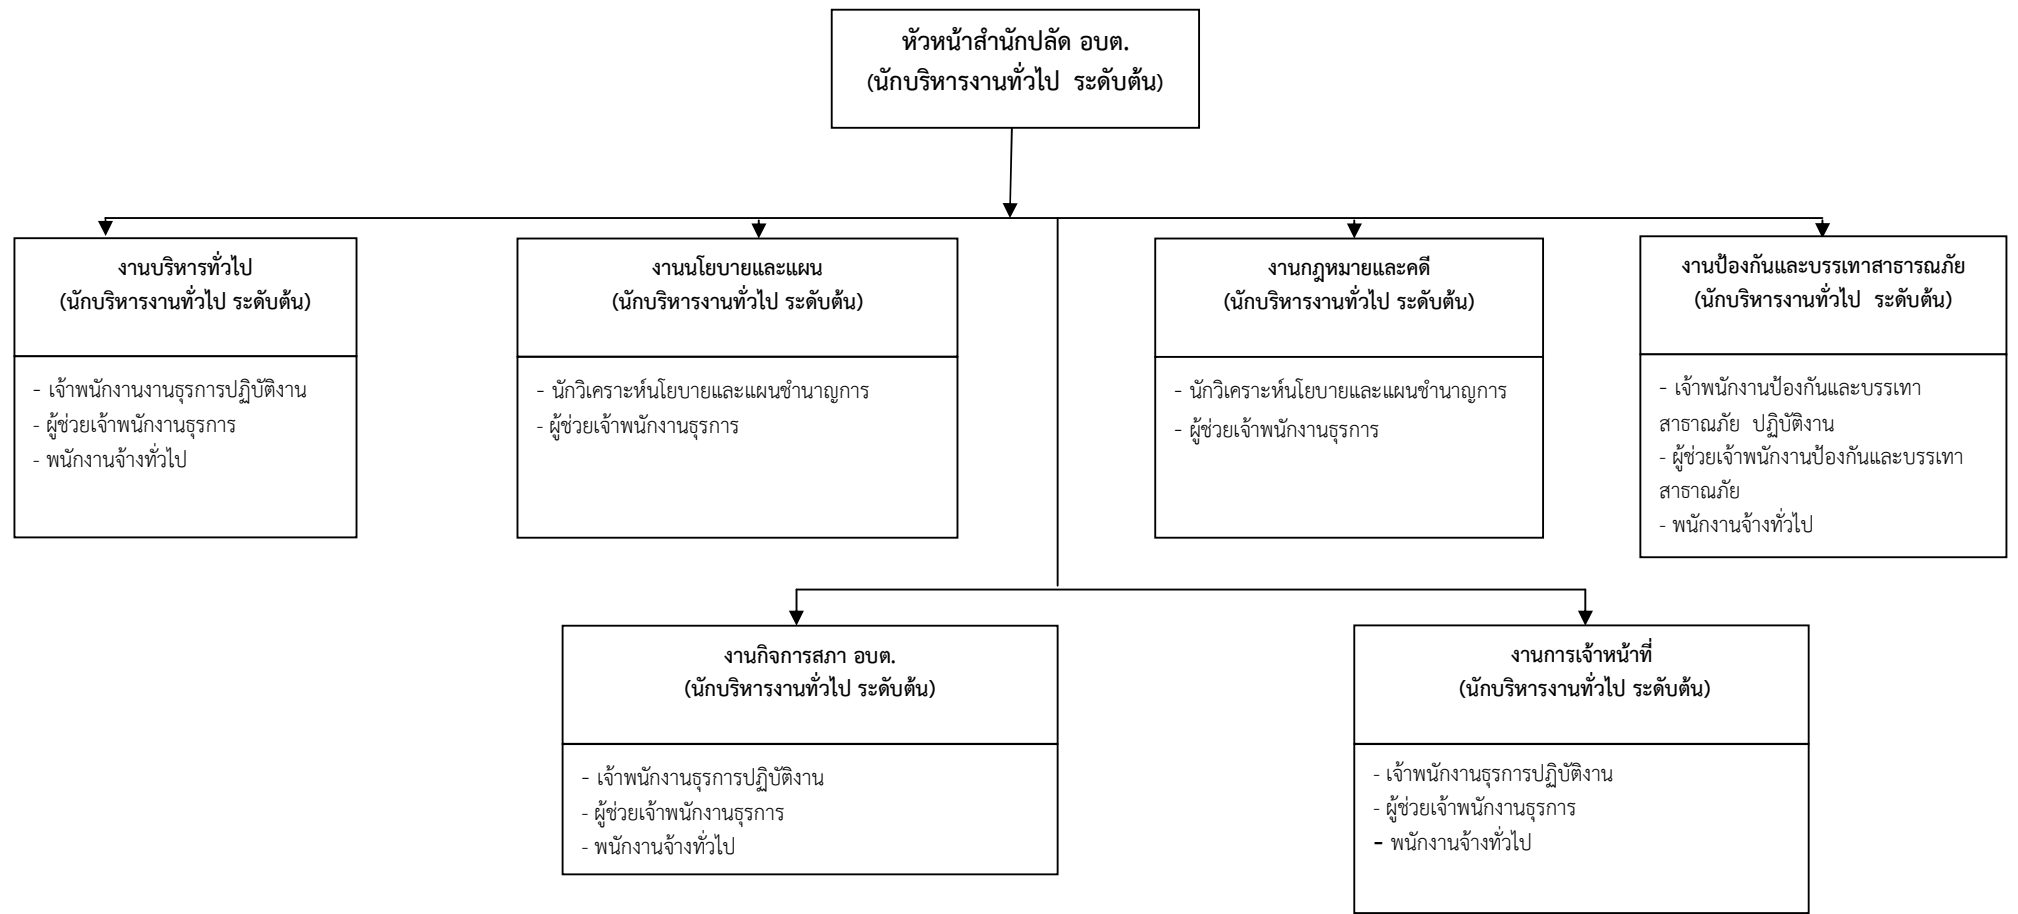 หัวหน้าสำนักปลัด อบต.
(นักบริหารงานทั่วไป ระดับต้น)
งานบริหารทั่วไป
(นักบริหารงานทั่วไป ระดับต้น)
- เจ้าพนักงานงานธุรการปฏิบัติงาน
- ผู้ช่วยเจ้าพนักงานธุรการ
- พนักงานจ้างทั่วไป
งานนโยบายและแผน
(นักบริหารงานทั่วไป ระดับต้น)
- นักวิเคราะห์นโยบายและแผนชำนาญการ
- ผู้ช่วยเจ้าพนักงานธุรการ
งานกฎหมายและคดี
(นักบริหารงานทั่วไป ระดับต้น)
- นักวิเคราะห์นโยบายและแผนชำนาญการ
- ผู้ช่วยเจ้าพนักงานธุรการ
งานป้องกันและบรรเทาสาธารณภัย
(นักบริหารงานทั่วไป ระดับต้น)
- เจ้าพนักงานป้องกันและบรรเทา
สาธาณภัย ปฏิบัติงาน
- ผู้ช่วยเจ้าพนักงานป้องกันและบรรเทา
สาธาณภัย
- พนักงานจ้างทั่วไป
งานกิจการสภา อบต.
(นักบริหารงานทั่วไป ระดับต้น)
- เจ้าพนักงานธุรการปฏิบัติงาน
- ผู้ช่วยเจ้าพนักงานธุรการ
- พนักงานจ้างทั่วไป
งานการเจ้าหน้าที่
(นักบริหารงานทั่วไป ระดับต้น)
- เจ้าพนักงานธุรการปฏิบัติงาน
- ผู้ช่วยเจ้าพนักงานธุรการ
- พนักงานจ้างทั่วไป